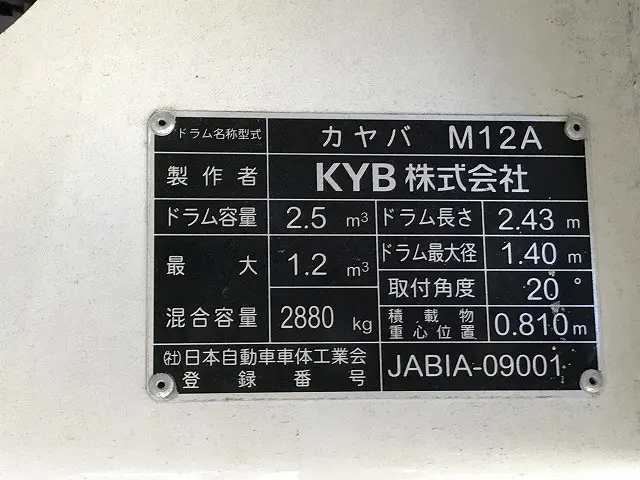 ドラム名称型式 カヤバ M12A
製作者 KYB株式会社
ドラム容量 2.5 m³ ドラム長さ 2.43 m
最大混合容量 1.2 m³ ドラム最大径 1.40 m
2880 kg 取付角度 20 °
積載物重心位置 0.810 m
(社)日本自動車車体工業会 JABIA-09001
登録番号